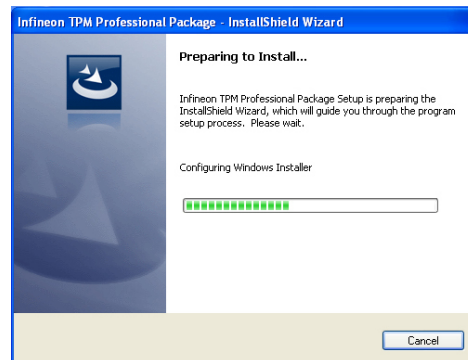 Infineon TPM Professional Package - InstallShield Wizard
Preparing to Install...
Infineon TPM Professional Package Setup is preparing the
InstallShield Wizard, which will guide you through the program
setup process. Please wait.
Configuring Windows Installer
Cancel